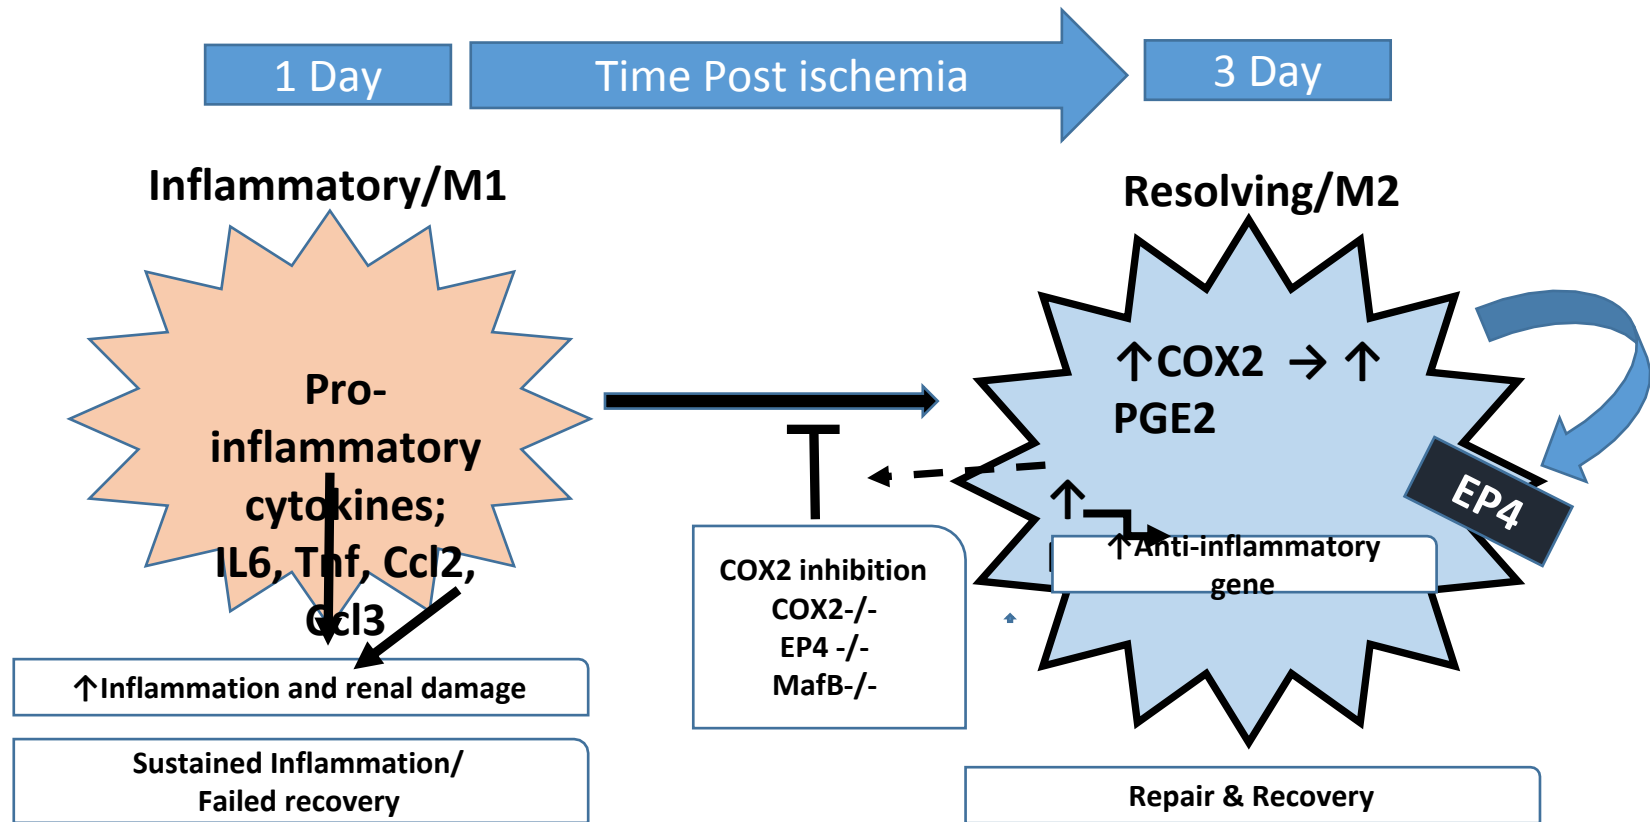 1 Day
Time Post ischemia
3 Day
Inflammatory/M1
Resolving/M2
Pro-
inflammatory
cytokines;
IL6, Tnf, Ccl2,
Ccl3
↑COX2 → ↑
PGE2
EP4
↑
↑Anti-inflammatory
gene
COX2 inhibition
COX2-/-
EP4 -/-
MafB-/-
↑Inflammation and renal damage
Sustained Inflammation/
Failed recovery
Repair & Recovery